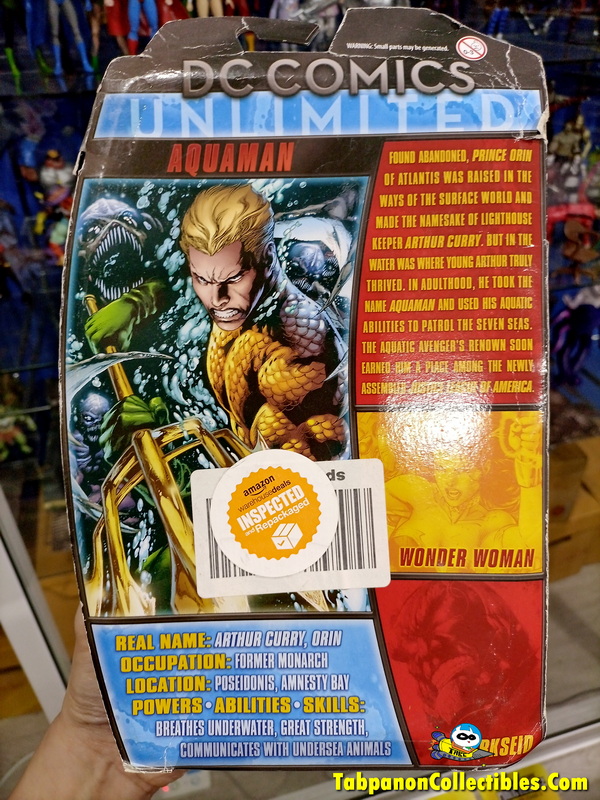 WARNING: Small parts may be generated.
0-3
DC COMICS
UNLIMITED
AQUAMAN
FOUND ABANDONED, PRINCE ORIN
OF ATLANTIS WAS RAISED IN THE
WAYS OF THE SURFACE WORLD AND
MADE THE NAMESAKE OF LIGHTHOUSE
KEEPER ARTHUR CURRY. BUT IN THE
WATER WAS WHERE YOUNG ARTHUR TRULY
THRIVED. IN ADULTHOOD, HE TOOK THE
NAME AQUAMAN AND USED HIS AQUATIC
ABILITIES TO PATROL THE SEVEN SEAS.
THE AQUATIC AVENGER'S RENOWN SOON
EARNED HIM A PLACE AMONG THE NEWLY
ASSEMBLED JUSTICE LEAGUE OF AMERICA.
ds
amazon
warehousedeals
INSPECTED
and Repackaged
WONDER WOMAN
REAL NAME: ARTHUR CURRY, ORIN
OCCUPATION: FORMER MONARCH
LOCATION: POSEIDONIS, AMNESTY BAY
POWERS • ABILITIES • SKILLS:
BREATHES UNDERWATER, GREAT STRENGTH,
COMMUNICATES WITH UNDERSEA ANIMALS
RKSEID
TabpanonCollectibles.Com